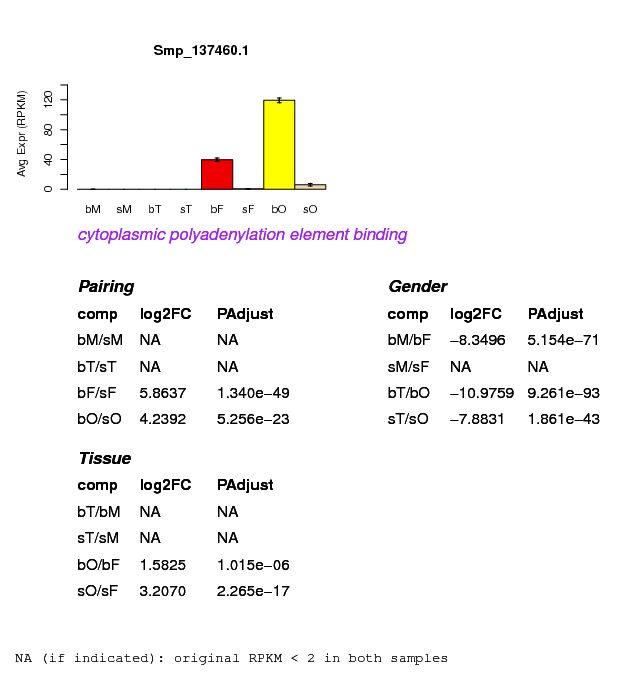 Smp_137460.1
Avg Expr (RPKM)
0 40 80 120
bM sM bT sT bF sF bO sO
cytoplasmic polyadenylation element binding
Pairing
comp log2FC PAdjust
bM/sM NA NA
bT/sT NA NA
bF/sF 5.8637 1.340e−49
bO/sO 4.2392 5.256e−23
Gender
comp log2FC PAdjust
bM/bF −8.3496 5.154e−71
sM/sF NA NA
bT/bO −10.9759 9.261e−93
sT/sO −7.8831 1.861e−43
Tissue
comp log2FC PAdjust
bT/bM NA NA
sT/sM NA NA
bO/bF 1.5825 1.015e−06
sO/sF 3.2070 2.265e−17
NA (if indicated): original RPKM < 2 in both samples